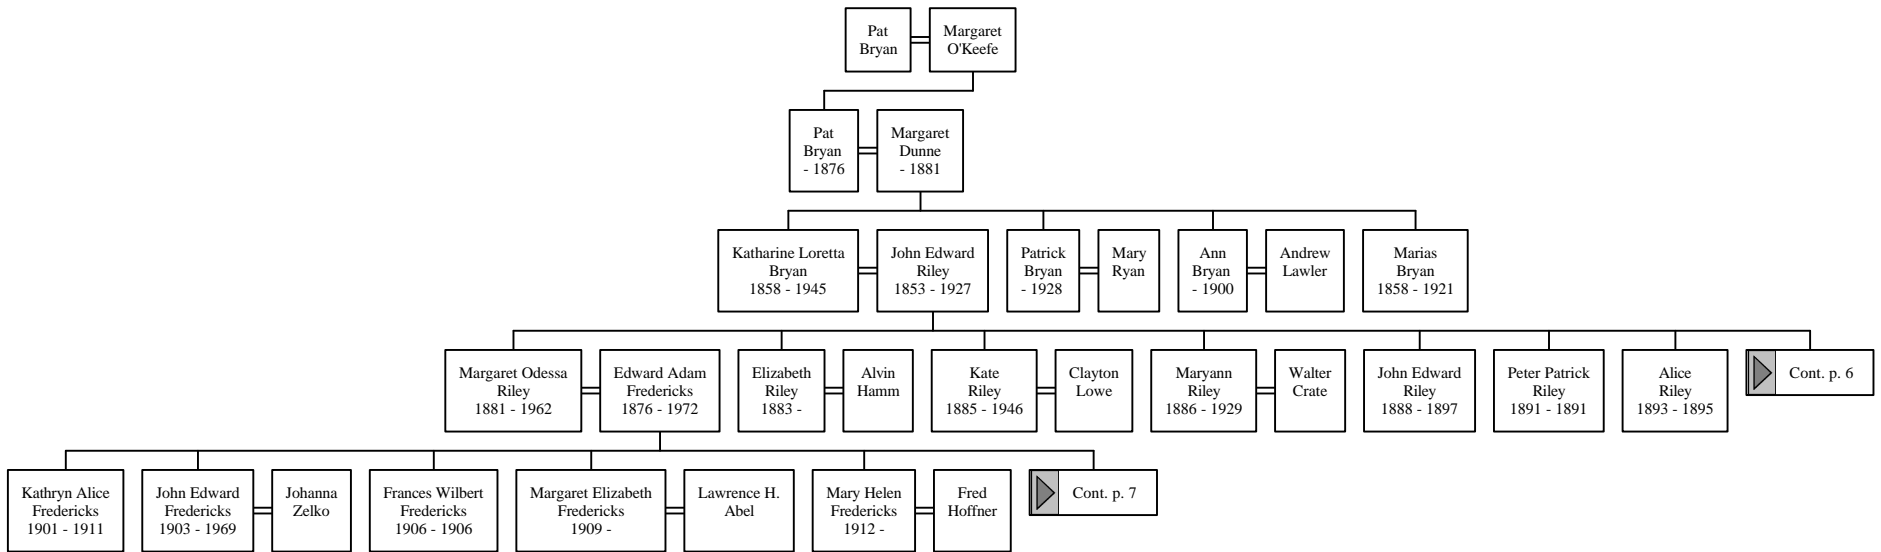 Pat
Bryan
Margaret
O'Keefe
Pat
Bryan
- 1876
Margaret
Dunne
- 1881
Katharine Loretta
Bryan
1858 - 1945
John Edward
Riley
1853 - 1927
Patrick
Bryan
- 1928
Mary
Ryan
Ann
Bryan
- 1900
Andrew
Lawler
Marias
Bryan
1858 - 1921
Margaret Odessa
Riley
1881 - 1962
Edward Adam
Fredericks
1876 - 1972
Elizabeth
Riley
1883 -
Alvin
Hamm
Kate
Riley
1885 - 1946
Clayton
Lowe
Maryann
Riley
1886 - 1929
Walter
Crate
John Edward
Riley
1888 - 1897
Peter Patrick
Riley
1891 - 1891
Alice
Riley
1893 - 1895
Cont. p. 6
Kathryn Alice
Fredericks
1901 - 1911
John Edward
Fredericks
1903 - 1969
Johanna
Zelko
Frances Wilbert
Fredericks
1906 - 1906
Margaret Elizabeth
Fredericks
1909 -
Lawrence H.
Abel
Mary Helen
Fredericks
1912 -
Fred
Hoffner
Cont. p. 7